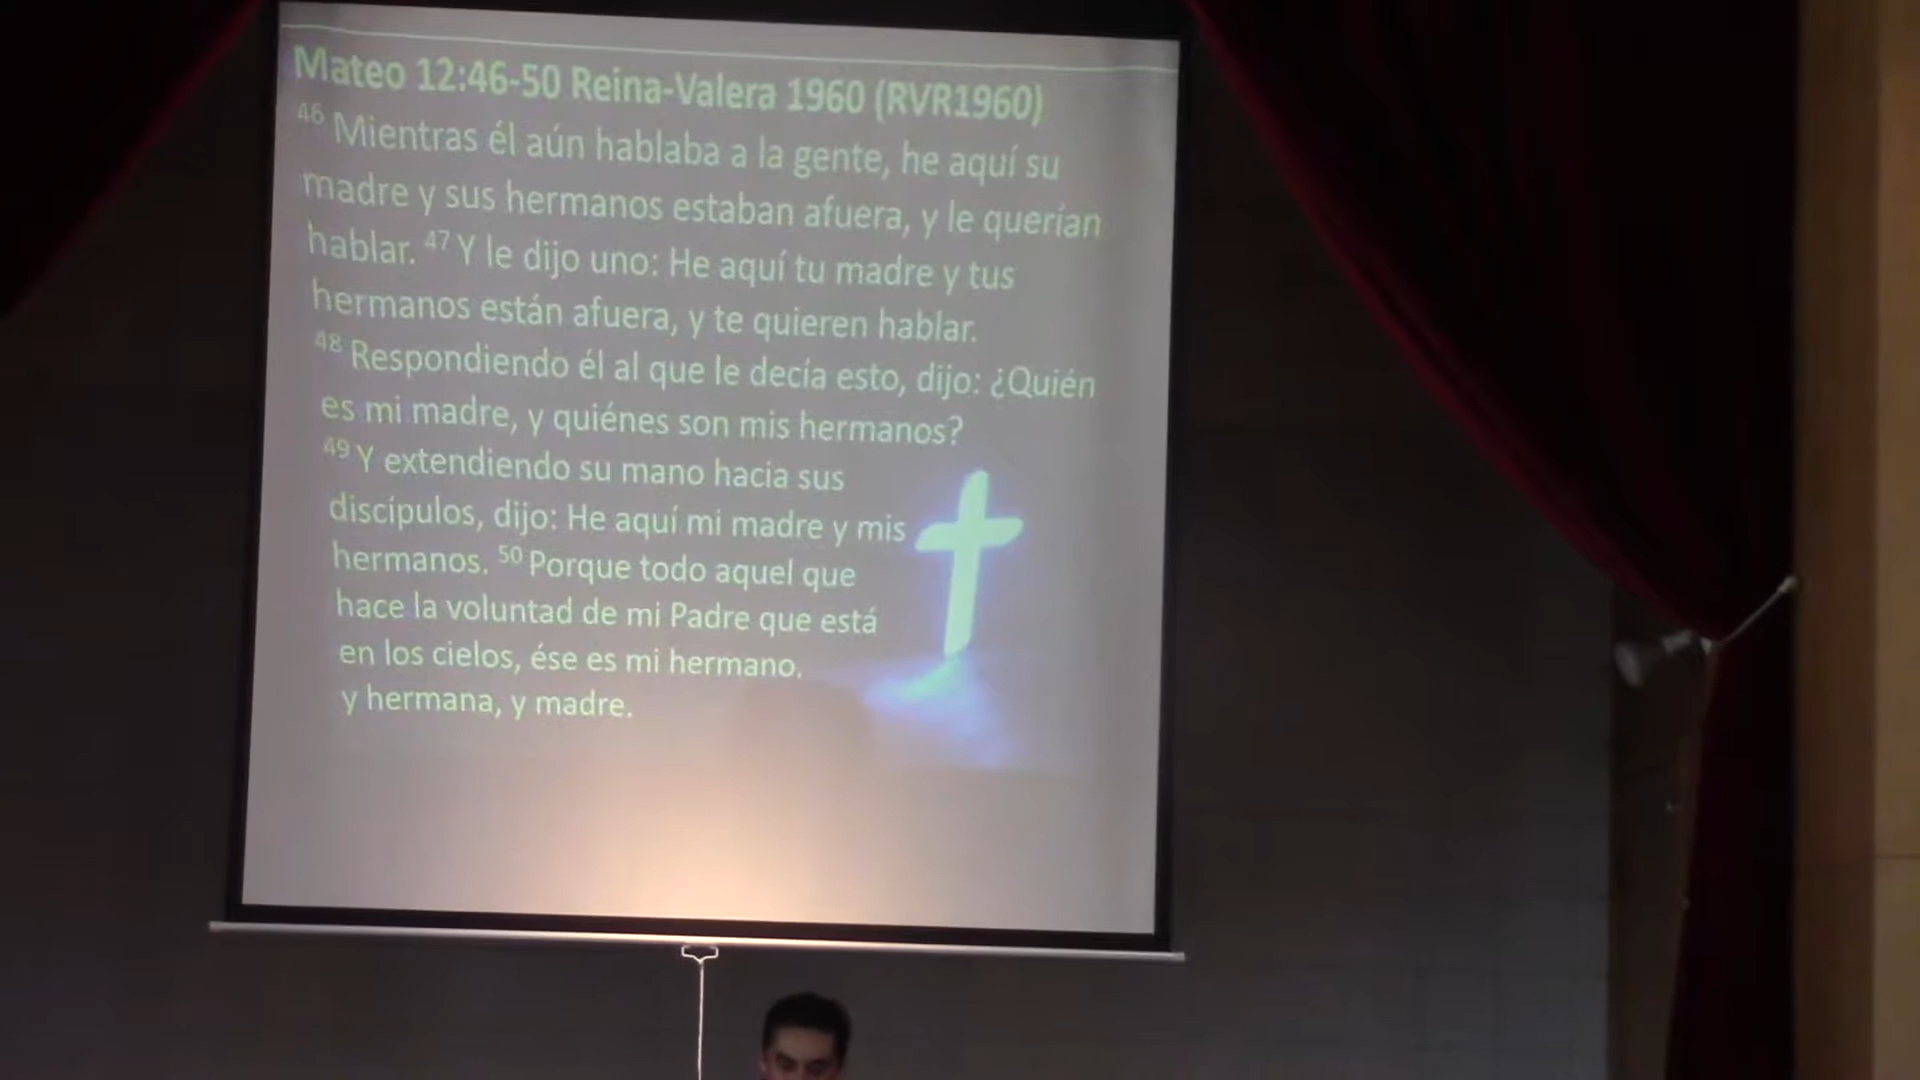 Mateo 12:46-50 Reina-Valera 1960 (RVR1960)
46 Mientras él aún hablaba a la gente, he aquí su
madre y sus hermanos estaban afuera, y le querían
hablar. 47 Y le dijo uno: He aquí tu madre y tus
hermanos están afuera, y te quieren hablar.
48 Respondiendo él al que le decía esto, dijo: ¿Quién
es mi madre, y quiénes son mis hermanos?
49 Y extendiendo su mano hacia sus
discípulos, dijo: He aquí mi madre y mis
hermanos. 50 Porque todo aquel que
hace la voluntad de mi Padre que está
en los cielos, ése es mi hermano.
y hermana, y madre.